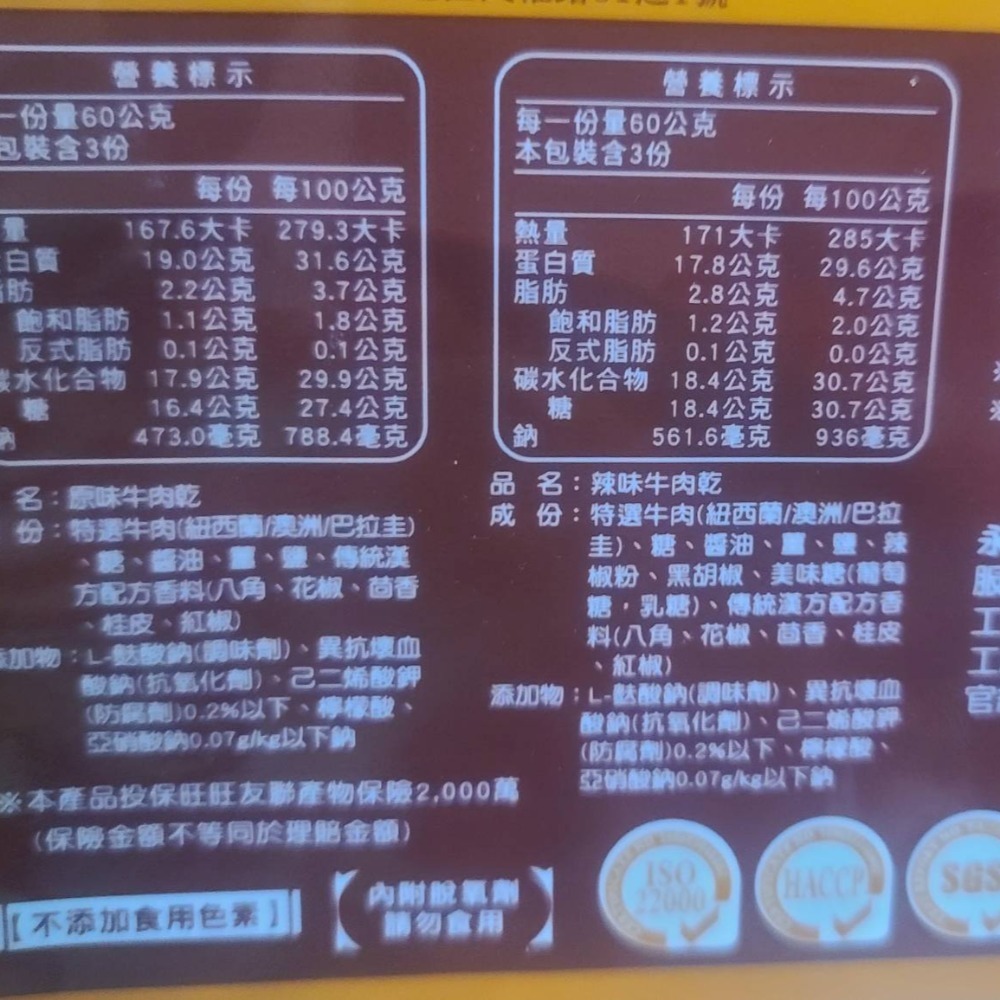 營養標示
一份量60公克
包裝含3份
每份 每100公克
量 167.6大卡 279.3大卡
白質 19.0公克 31.6公克
脂肪 2.2公克 3.7公克
飽和脂肪 1.1公克 1.8公克
反式脂肪 0.1公克 0.1公克
碳水化合物 17.9公克 29.9公克
糖 16.4公克 27.4公克
鈉 473.0毫克 788.4毫克
名：原味牛肉乾
份：特選牛肉(紐西蘭/澳洲/巴拉圭)
、糖、醬油、薑、鹽、傳統漢
方配方香料(八角、花椒、茴香
、桂皮、紅椒)
添加物：L-麩酸鈉(調味劑)、異抗壞血
酸鈉(抗氧化劑)、己二烯酸鉀
(防腐劑)0.2%以下、檸檬酸、
亞硝酸鈉0.07g/kg以下鈉
※本產品投保旺旺友聯產物保險2,000萬
(保險金額不等同於理賠金額)
【不添加食用色素】
【內附脫氧劑
請勿食用】
營養標示
每一份量60公克
本包裝含3份
每份 每100公克
熱量 171大卡 285大卡
蛋白質 17.8公克 29.6公克
脂肪 2.8公克 4.7公克
飽和脂肪 1.2公克 2.0公克
反式脂肪 0.1公克 0.0公克
碳水化合物 18.4公克 30.7公克
糖 18.4公克 30.7公克
鈉 561.6毫克 936毫克
品 名：辣味牛肉乾
成 份：特選牛肉(紐西蘭/澳洲/巴拉
圭)、糖、醬油、薑、鹽、辣
椒粉、黑胡椒、美味糖(葡萄
糖，乳糖)、傳統漢方配方香
料(八角、花椒、茴香、桂皮
、紅椒)
添加物：L-麩酸鈉(調味劑)、異抗壞血
酸鈉(抗氧化劑)、己二烯酸鉀
(防腐劑)0.2%以下、檸檬酸、
亞硝酸鈉0.07g/kg以下鈉
ISO
22000
HACCP
SGS
永
服
工
工
官